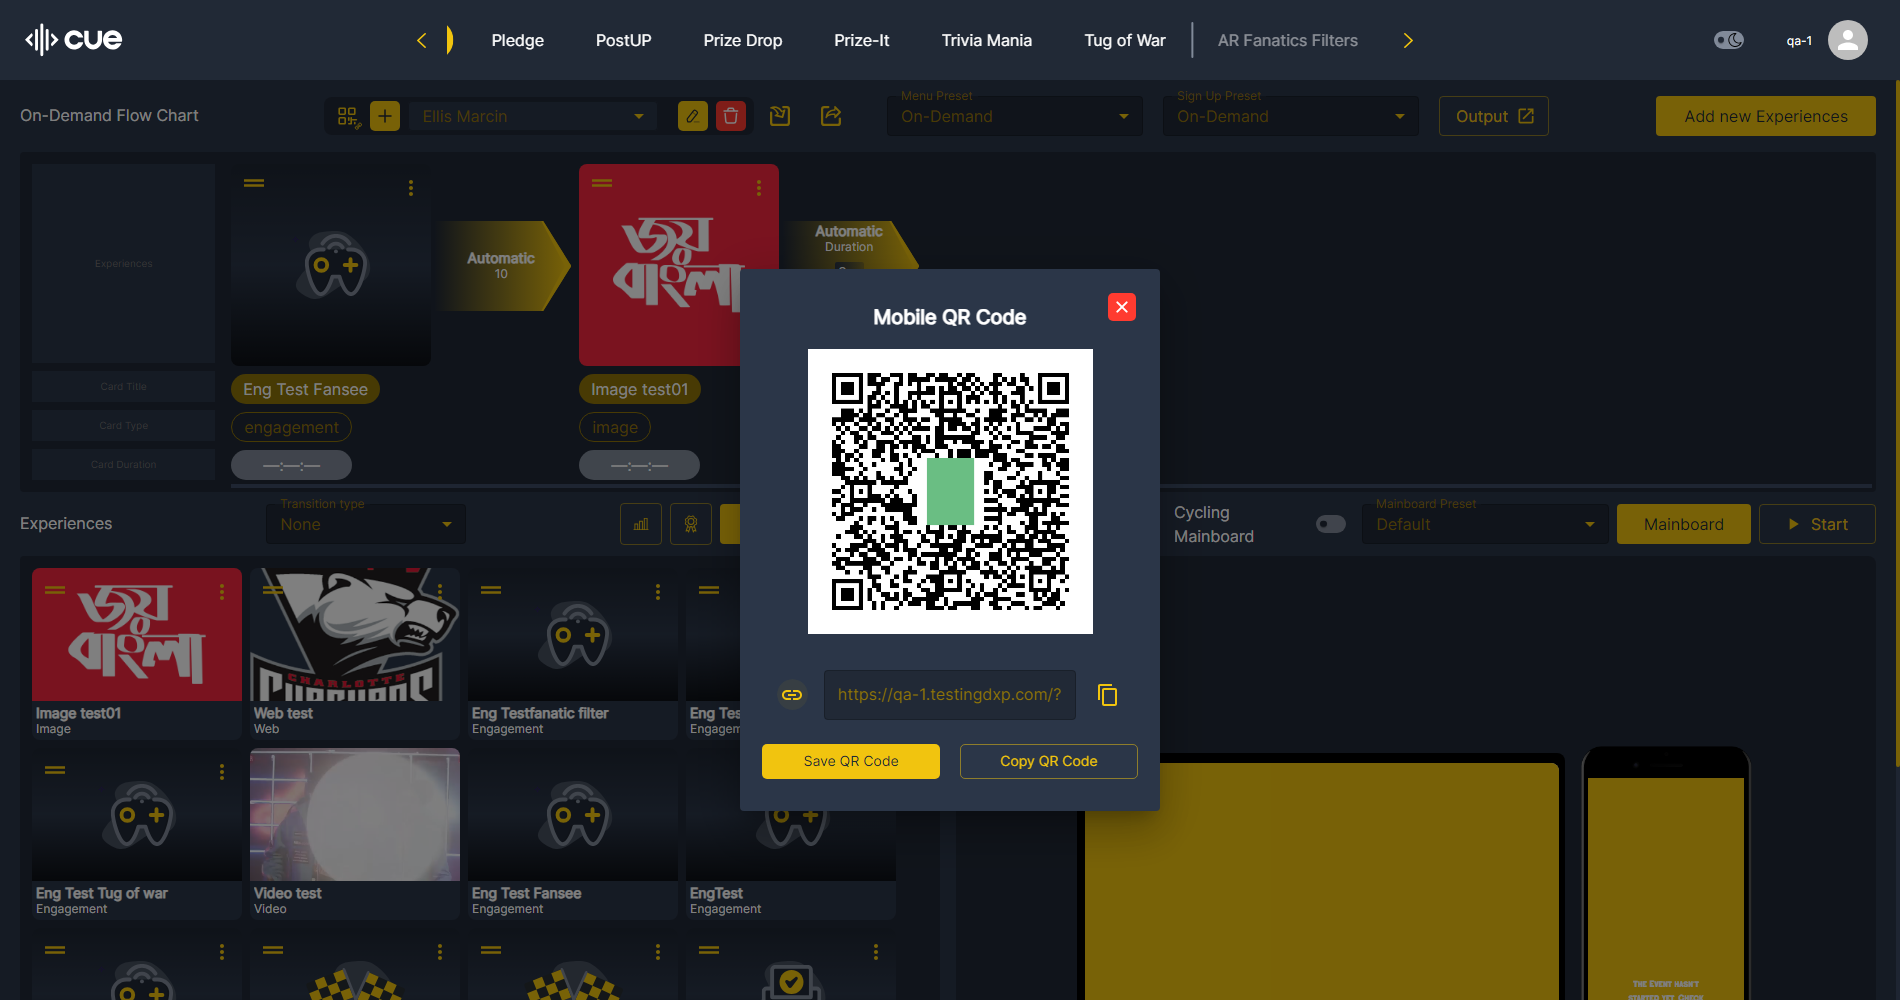 cue
Pledge
PostUP
Prize Drop
Prize-It
Trivia Mania
Tug of War
AR Fanatics Filters
qa-1
On-Demand Flow Chart
Ellis Marcin
Menu Preset
On-Demand
Sign Up Preset
On-Demand
Output
Add new Experiences
Experiences
Automatic
10
জয়
বাংলা
Automatic
Duration
Card Title
Eng Test Fansee
Image test01
Card Type
engagement
image
Card Duration
—:—:—
—:—:—
Mobile QR Code
https://qa-1.testingdxp.com/?
Save QR Code
Copy QR Code
Experiences
Transition type
None
Cycling
Mainboard
Mainboard Preset
Default
Mainboard
Start
জয়
বাংলা
CHARLOTTE
Image test01
Image
Web test
Web
Eng Testfanatic filter
Engagement
Eng Tes
Engagem
Eng Test Tug of war
Engagement
Video test
Video
Eng Test Fansee
Engagement
EngTest
Engagement
The Event hasn't
started yet. Check